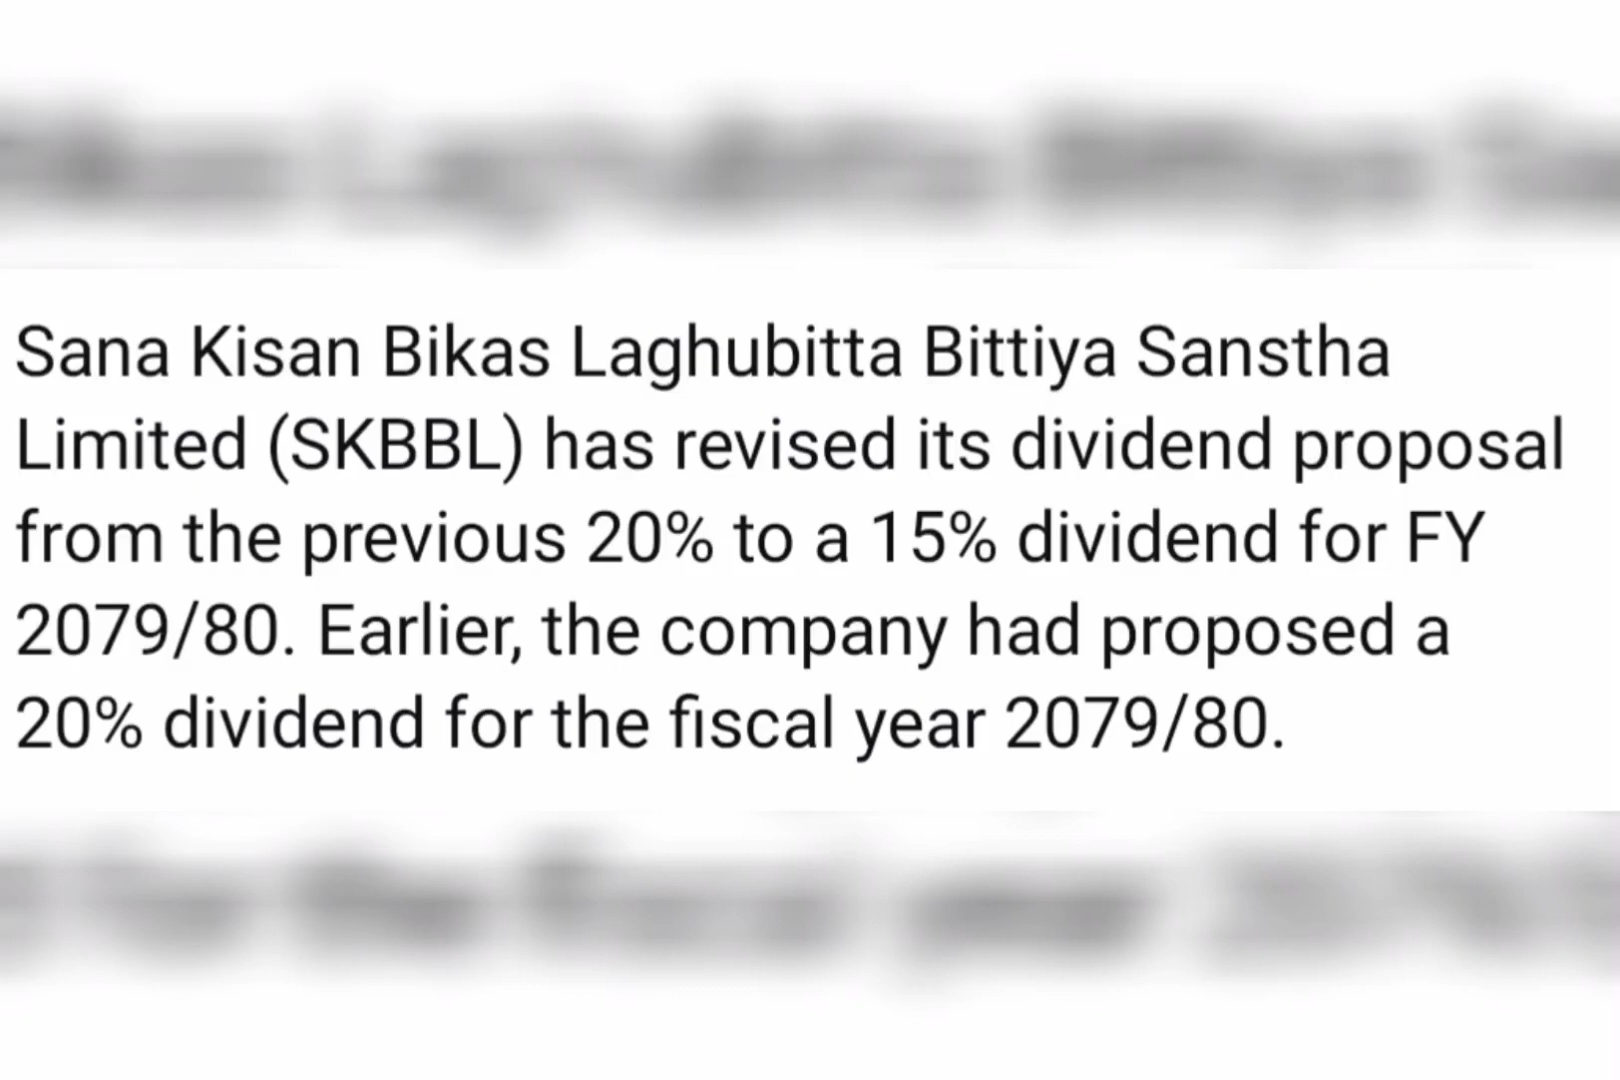 Sana Kisan Bikas Laghubitta Bittiya Sanstha
Limited (SKBBL) has revised its dividend proposal
from the previous 20% to a 15% dividend for FY
2079/80. Earlier, the company had proposed a
20% dividend for the fiscal year 2079/80.